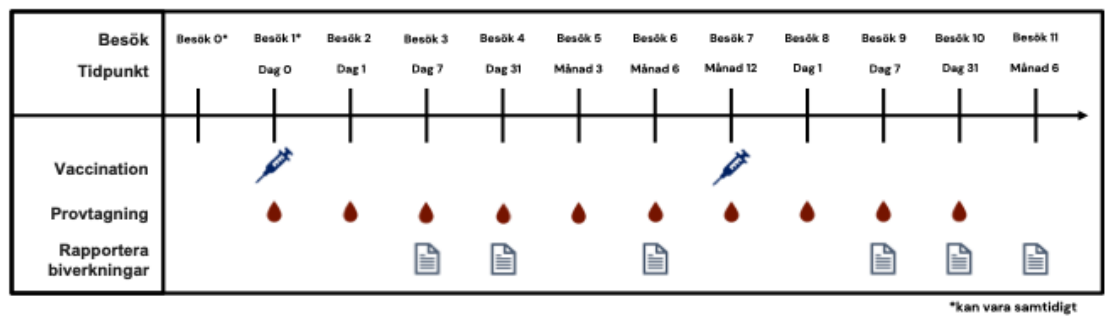 Besök Besök 0* Besök 1* Besök 2 Besök 3 Besök 4 Besök 5 Besök 6 Besök 7 Besök 8 Besök 9 Besök 10 Besök 11
Tidpunkt Dag 0 Dag 1 Dag 7 Dag 31 Månad 3 Månad 6 Månad 12 Dag 1 Dag 7 Dag 31 Månad 6
Vaccination
Provtagning
Rapportera
biverkningar
*kan vara samtidigt